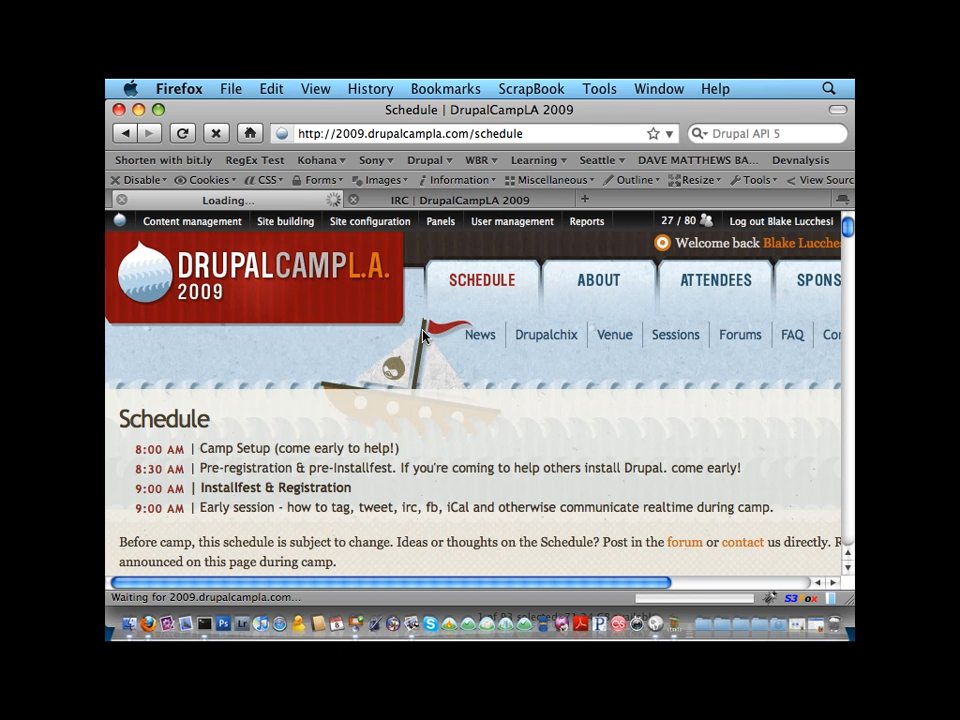 Firefox File Edit View History Bookmarks ScrapBook Tools Window Help
Schedule | DrupalCampLA 2009
http://2009.drupalcampla.com/schedule Drupal API 5
Shorten with bit.ly RegEx Test Kohana Sony Drupal WBR Learning Seattle DAVE MATTHEWS BA... Devnalysis
Disable Cookies CSS Forms Images Information Miscellaneous Outline Resize Tools View Sourc
Loading... IRC | DrupalCampLA 2009
Content management Site building Site configuration Panels User management Reports 27 / 80 Log out Blake Lucchesi
Welcome back Blake Lucche
DRUPALCAMPL.A.
2009
SCHEDULE ABOUT ATTENDEES SPONS
News Drupalchix Venue Sessions Forums FAQ Co
Schedule
8:00 AM | Camp Setup (come early to help!)
8:30 AM | Pre-registration & pre-Installfest. If you're coming to help others install Drupal. come early!
9:00 AM | Installfest & Registration
9:00 AM | Early session - how to tag, tweet, irc, fb, iCal and otherwise communicate realtime during camp.
Before camp, this schedule is subject to change. Ideas or thoughts on the Schedule? Post in the forum or contact us directly. R
announced on this page during camp.
Waiting for 2009.drupalcampla.com... S3Fox